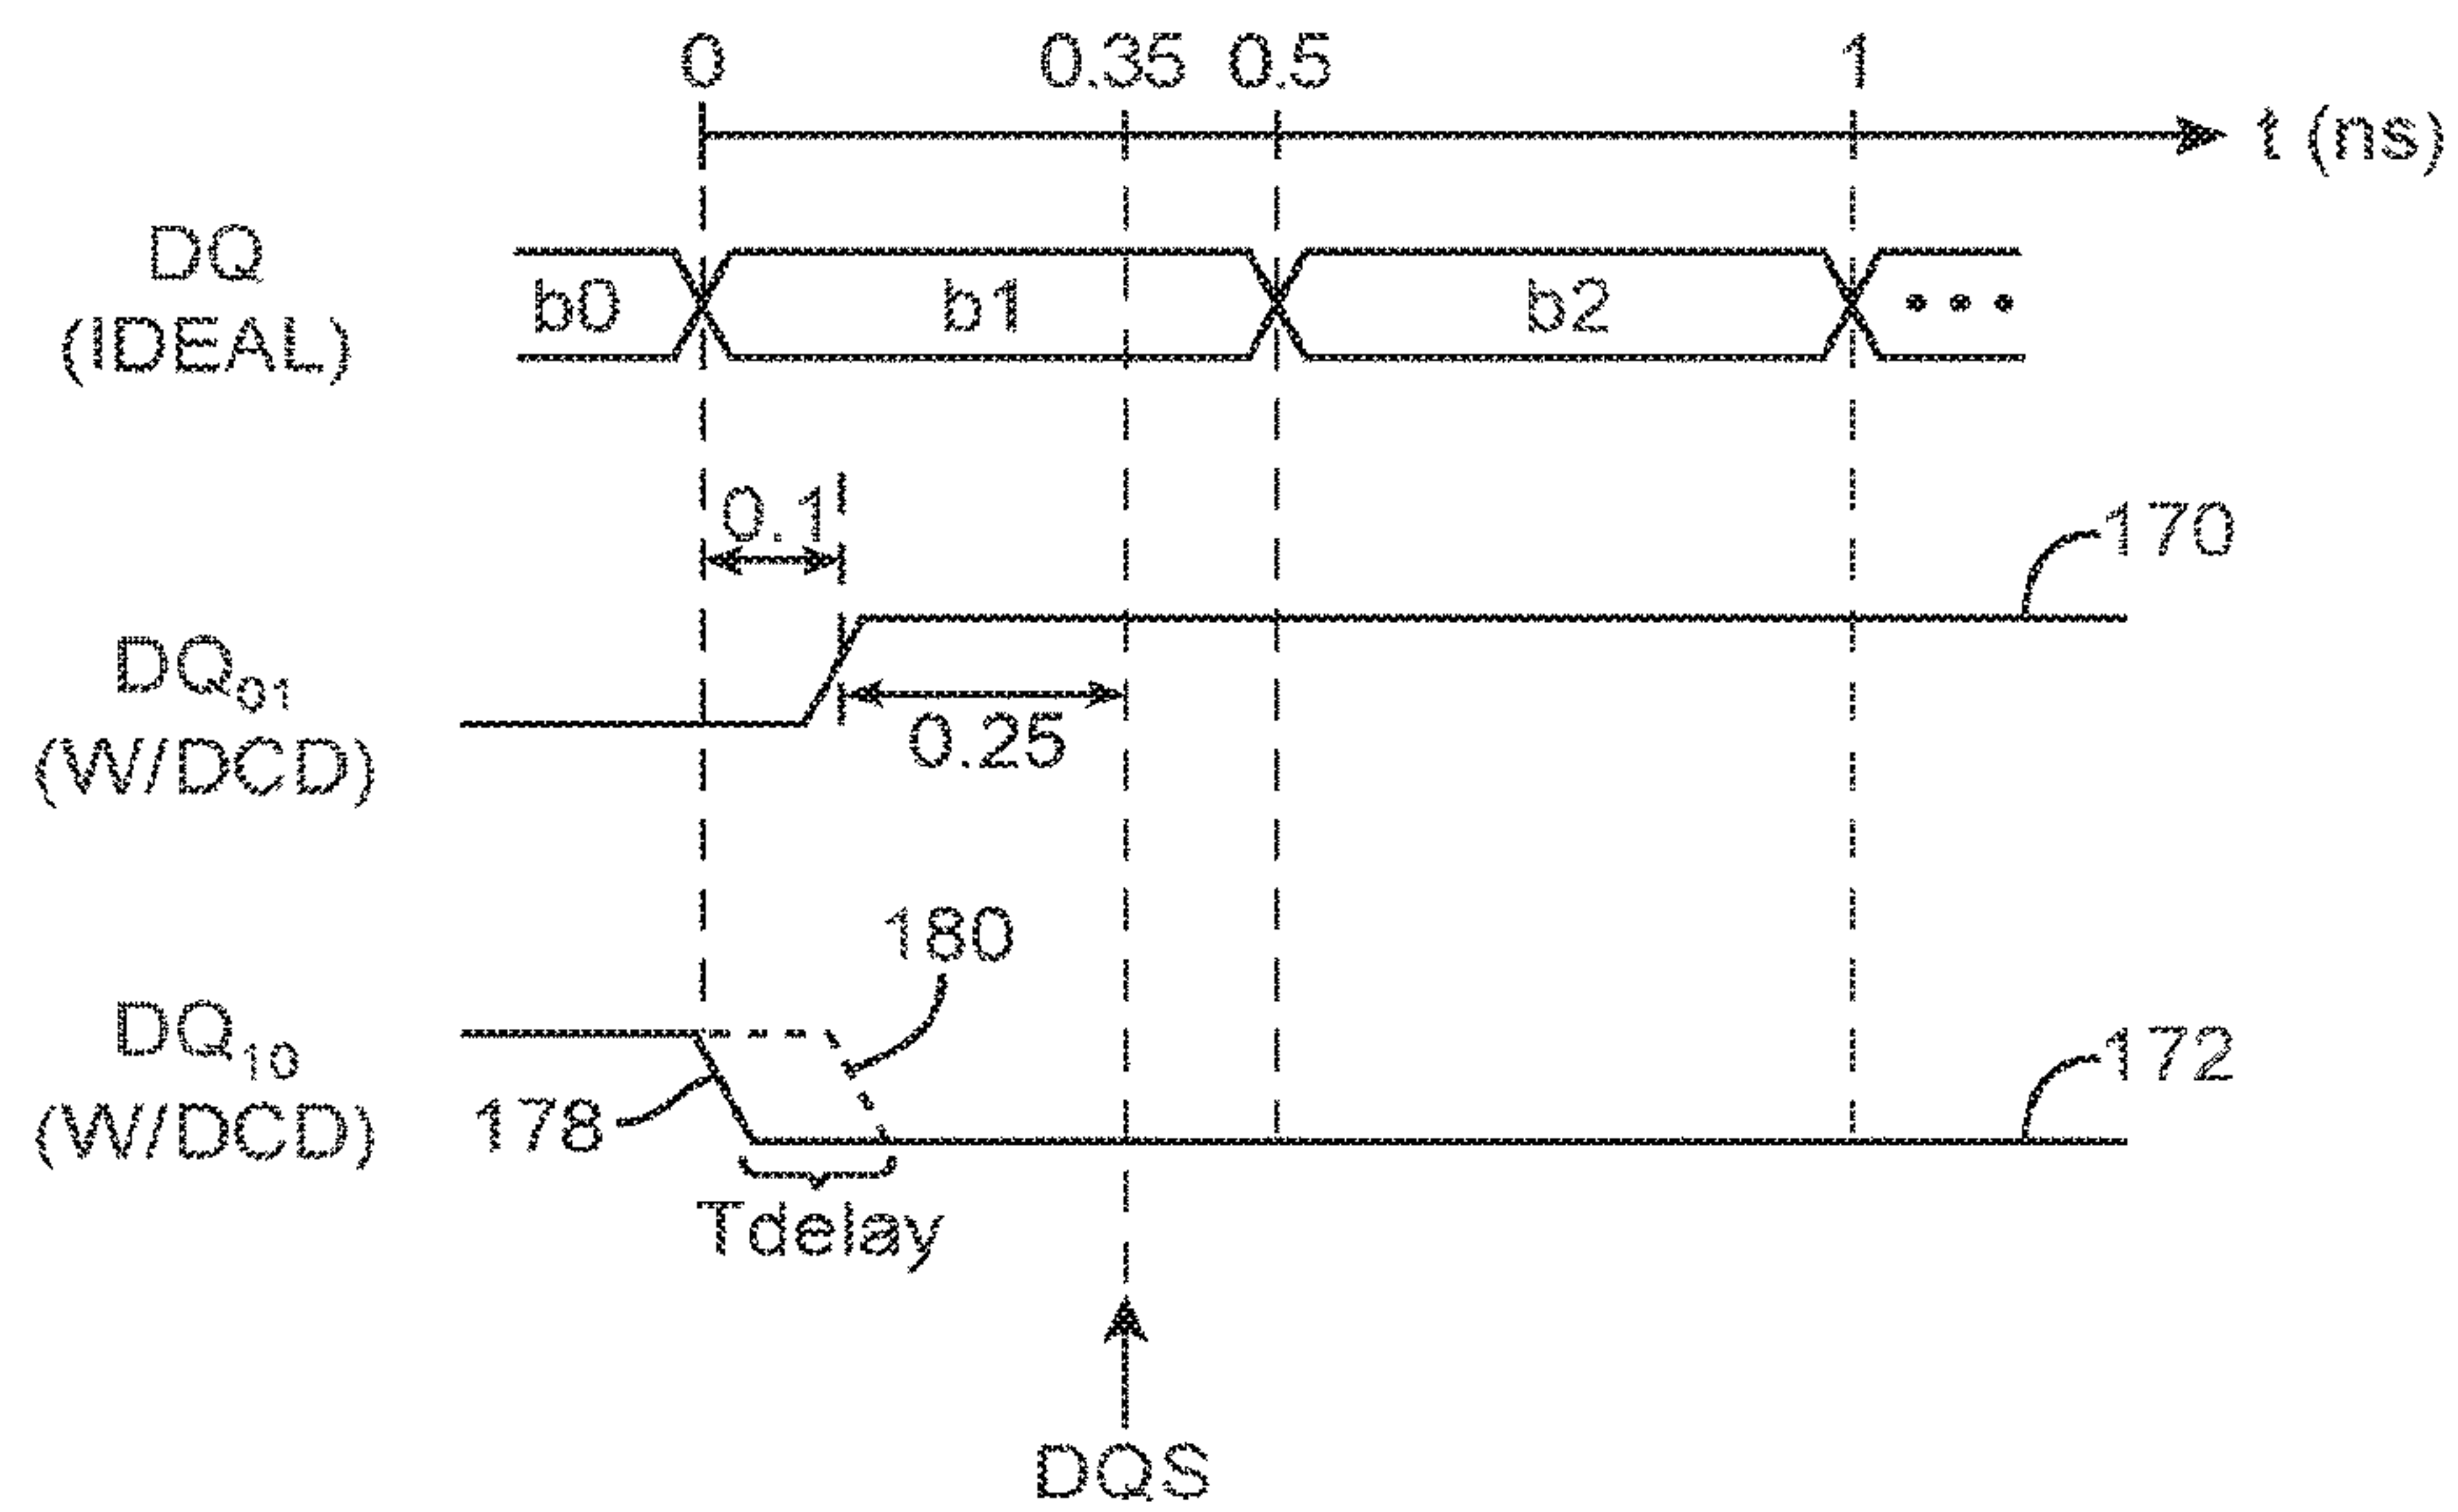 0 0.35 0.5 1
t (ns)
DQ
(IDEAL)
b0 b1 b2
0.1
170
DQ01
(W/DCD)
0.25
180
DQ10
(W/DCD)
178
172
Tdelay
DQS